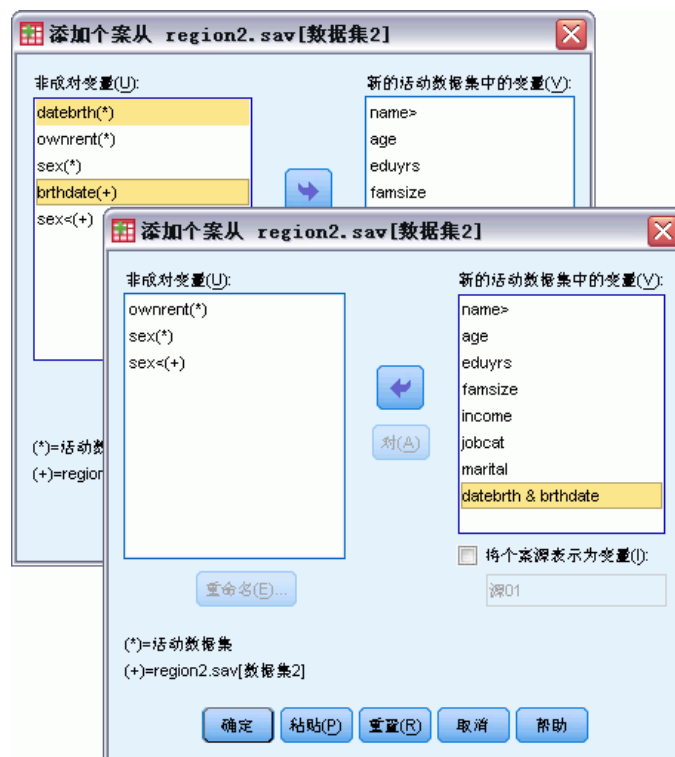 添加个案从 region2.sav[数据集2]
非成对变量(U):
新的活动数据集中的变量(V):
datebrth(*)
ownrent(*)
sex(*)
brthdate(+)
sex<(+)
name>
age
eduyrs
famsize
(*)=活动数
(+)=region
添加个案从 region2.sav[数据集2]
非成对变量(U):
新的活动数据集中的变量(V):
ownrent(*)
sex(*)
sex<(+)
对(A)
name>
age
eduyrs
famsize
income
jobcat
marital
datebrth & brthdate
将个案源表示为变量(I):
源01
重命名(E)...
(*)=活动数据集
(+)=region2.sav[数据集2]
确定
粘贴(P)
重置(R)
取消
帮助